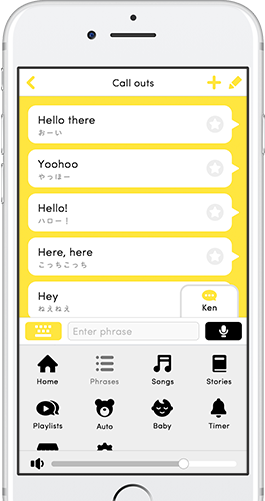 Call outs
Hello there
おーい
Yoohoo
やっほー
Hello!
ハロー！
Here, here
こっちこっち
Hey
ねえねえ
Ken
Enter phrase
Home
Phrases
Songs
Stories
Playlists
Auto
Baby
Timer